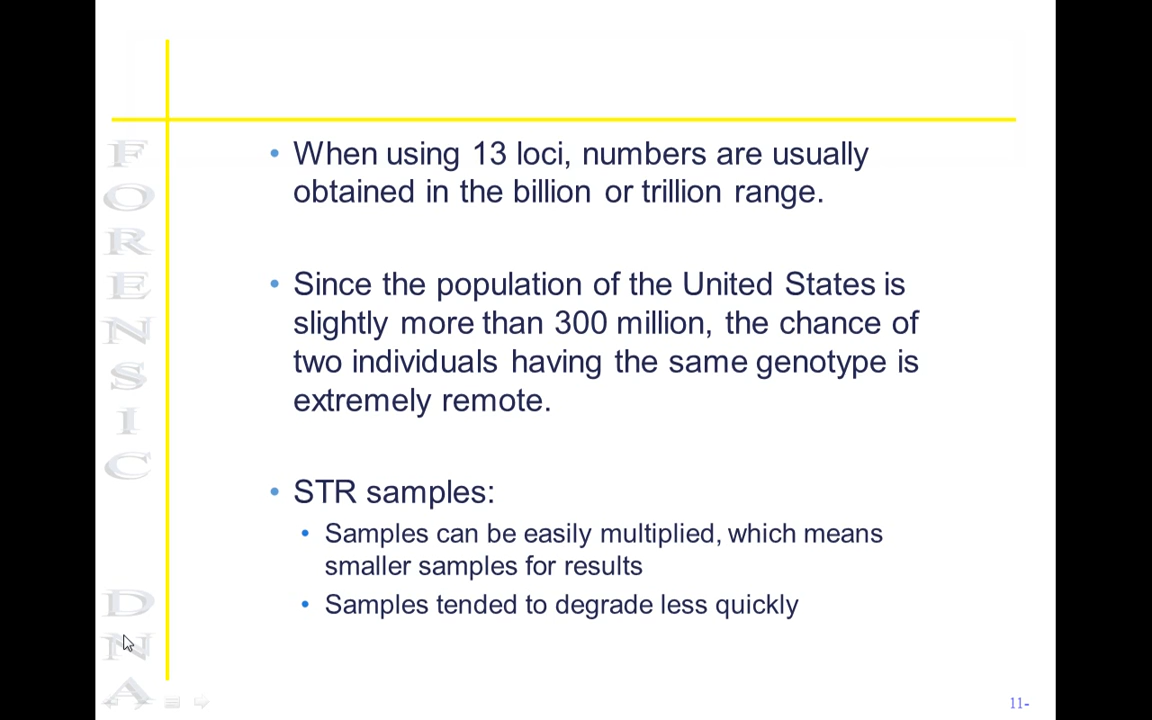 FORENSIC DNA
• When using 13 loci, numbers are usually
obtained in the billion or trillion range.
• Since the population of the United States is
slightly more than 300 million, the chance of
two individuals having the same genotype is
extremely remote.
• STR samples:
• Samples can be easily multiplied, which means
smaller samples for results
• Samples tended to degrade less quickly
11-